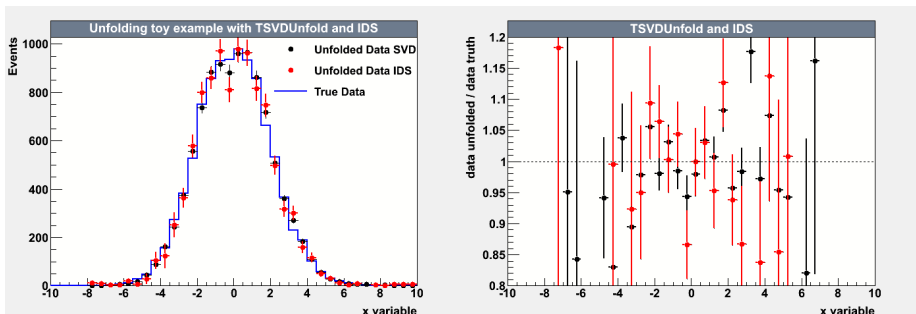 Unfolding toy example with TSVDUnfold and IDS
Events
1000
800
600
400
200
0
Unfolded Data SVD
Unfolded Data IDS
True Data
-10 -8 -6 -4 -2 0 2 4 6 8 10
x variable
TSVDUnfold and IDS
data unfolded / data truth
1.2
1.15
1.1
1.05
1
0.95
0.9
0.85
0.8
-10 -8 -6 -4 -2 0 2 4 6 8 10
x variable